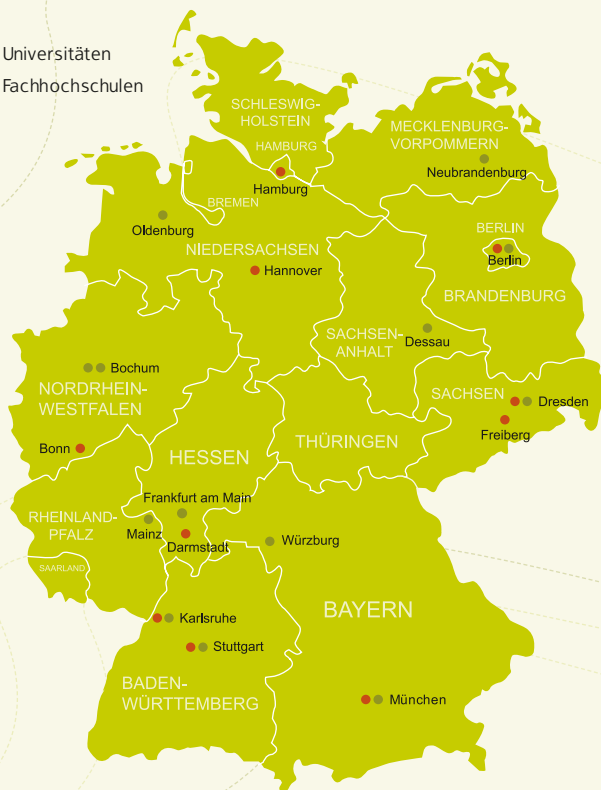 Universitäten
Fachhochschulen
SCHLESWIG-
HOLSTEIN
MECKLENBURG-
VORPOMMERN
HAMBURG
Hamburg
Neubrandenburg
BREMEN
Oldenburg
BERLIN
Berlin
NIEDERSACHSEN
Hannover
BRANDENBURG
SACHSEN-
ANHALT
Dessau
Bochum
NORDRHEIN-
WESTFALEN
SACHSEN
Dresden
Freiberg
Bonn
HESSEN
THÜRINGEN
Frankfurt am Main
RHEINLAND-
PFALZ
Mainz
Darmstadt
Würzburg
SAARLAND
Karlsruhe
BAYERN
Stuttgart
BADEN-
WÜRTTEMBERG
München